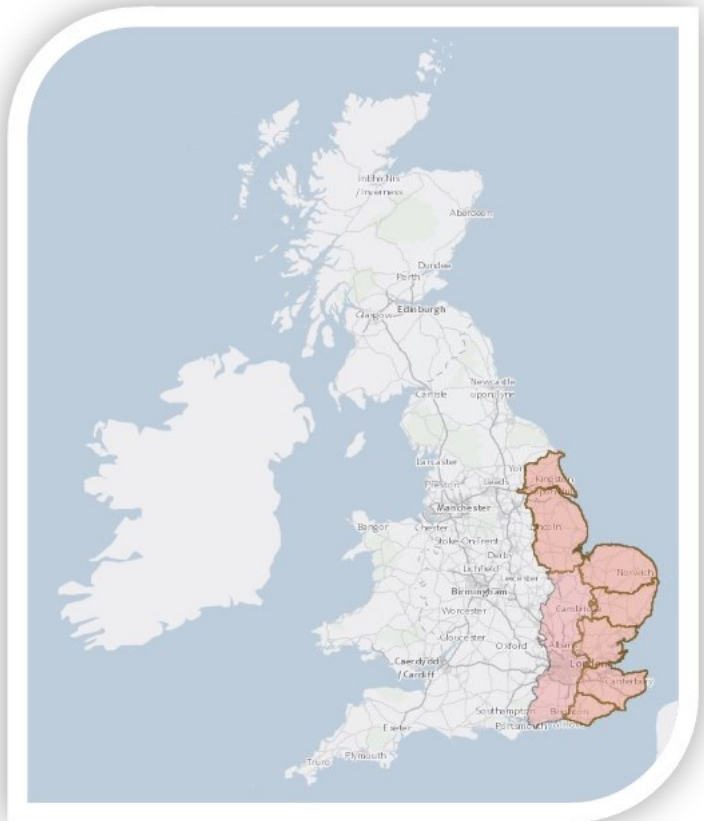 Inbhir Nis
/ Inverness
Aberdeen
Dundee
Perth
Edinburgh
Glasgow
Newcastle
upon Tyne
Carlisle
Lancaster
Preston
Leeds
Kingston
Manchester
Bangor
Chester
Lincoln
Stoke-On-Trent
Derby
Lichfield
Leicester
Norwich
Birmingham
Worcester
Cambridge
Gloucester
Oxford
Caerdydd
/ Cardiff
London
Canterbury
Southampton
Brighton
Portsmouth
Exeter
Plymouth
Truro